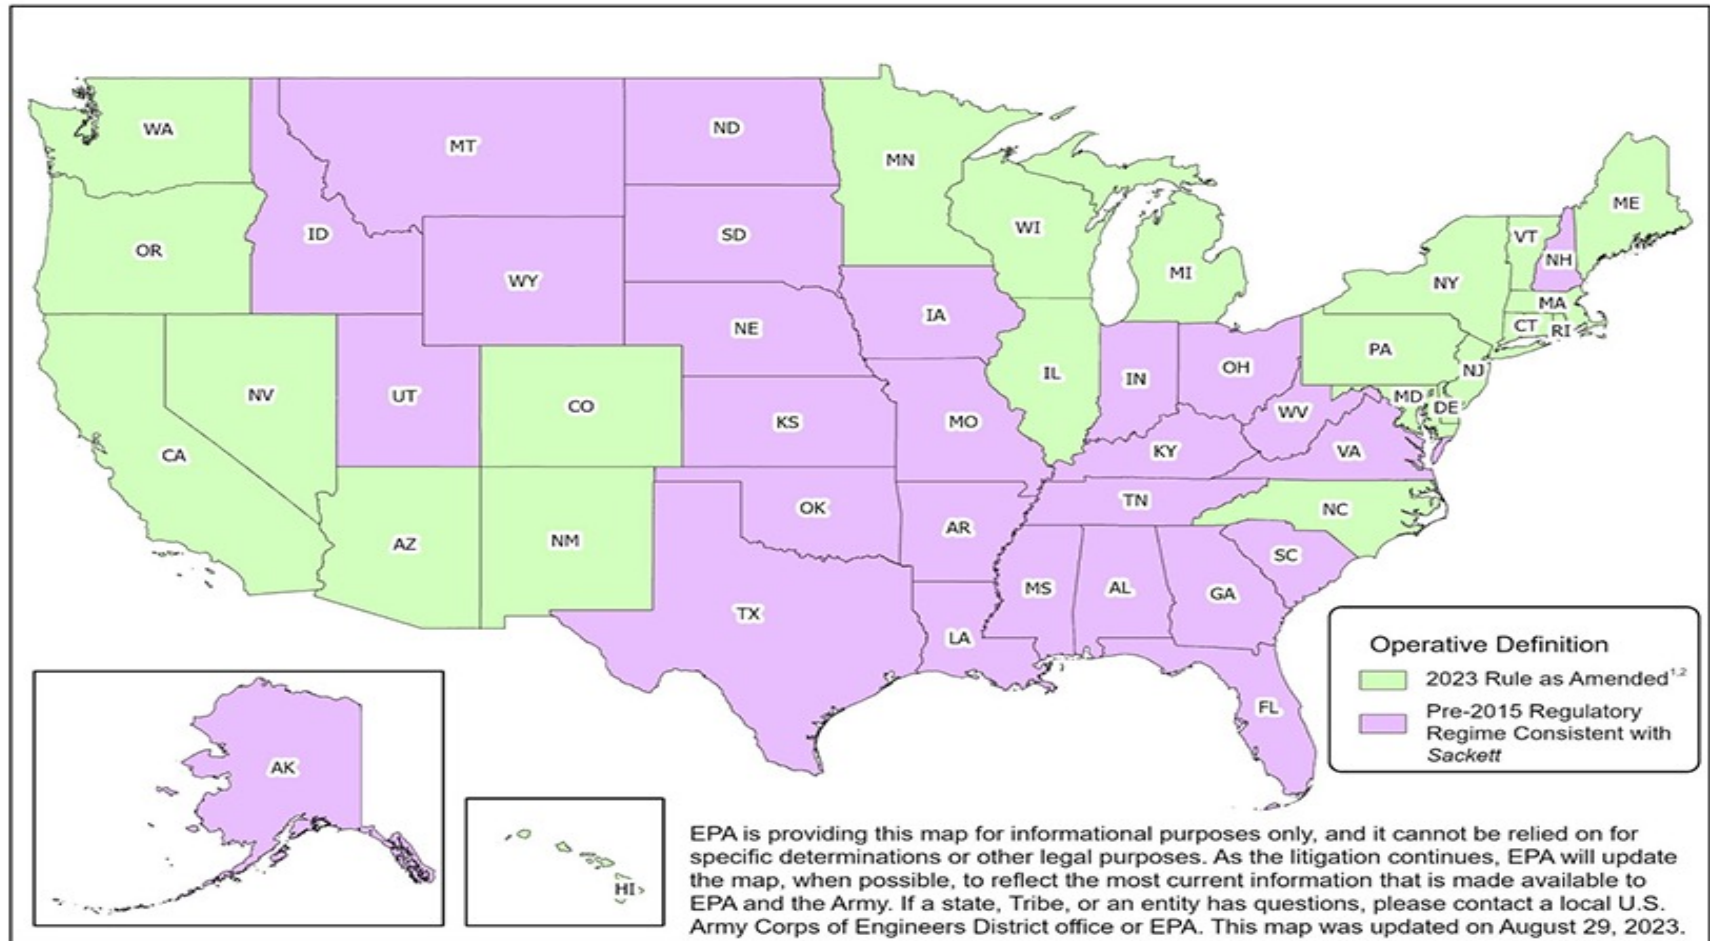 WA
MT
ND
MN
OR
ID
SD
WI
MI
ME
VT
NH
NY
WY
MA
CT
RI
IA
NE
PA
NJ
NV
UT
CO
IL
IN
OH
MD
DE
WV
CA
KS
MO
KY
VA
TN
NC
AZ
NM
OK
AR
SC
MS
AL
GA
TX
LA
FL
AK
HI
Operative Definition
2023 Rule as Amended1,2
Pre-2015 Regulatory
Regime Consistent with
Sackett
EPA is providing this map for informational purposes only, and it cannot be relied on for
specific determinations or other legal purposes. As the litigation continues, EPA will update
the map, when possible, to reflect the most current information that is made available to
EPA and the Army. If a state, Tribe, or an entity has questions, please contact a local U.S.
Army Corps of Engineers District office or EPA. This map was updated on August 29, 2023.